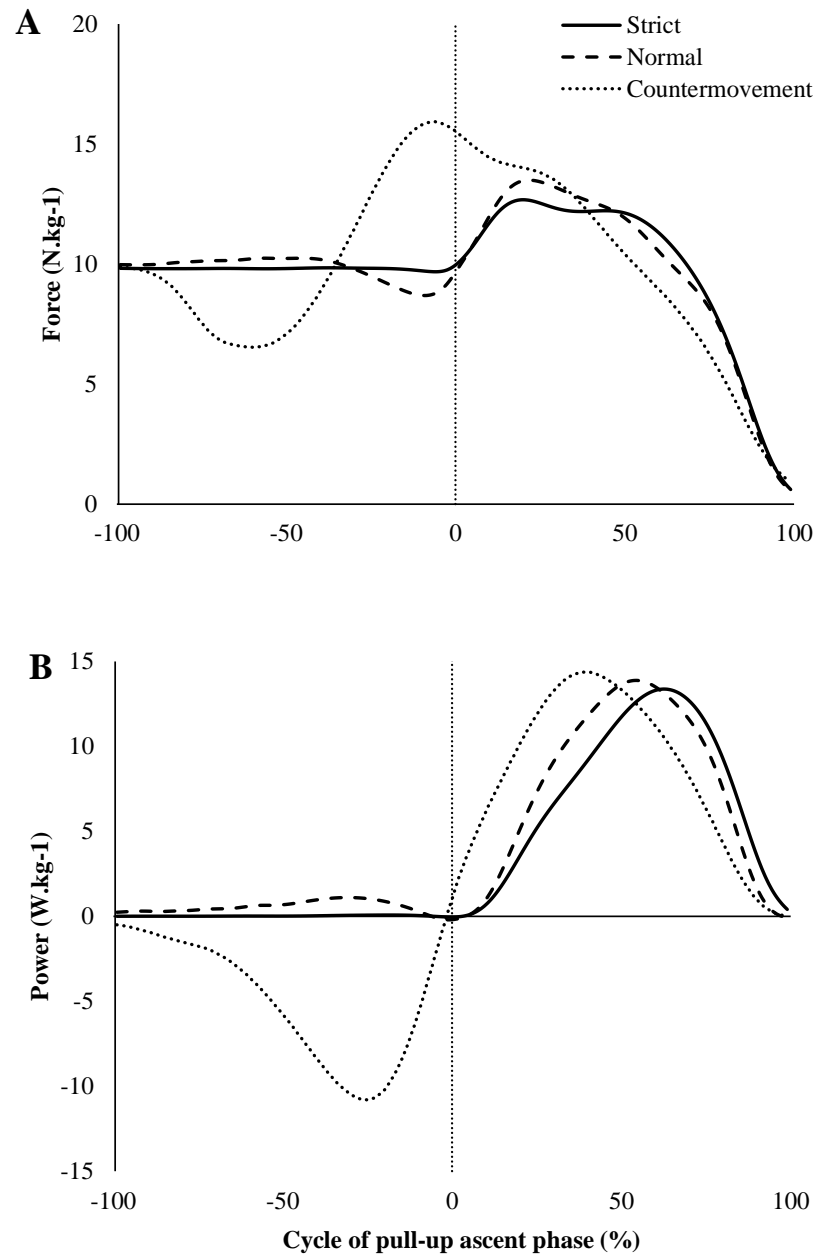 A
20
15
10
5
0
Force (N.kg-1)
Strict
Normal
Countermovement
-100
-50
0
50
100
B
15
10
5
0
-5
-10
-15
Power (W.kg-1)
-100
-50
0
50
100
Cycle of pull-up ascent phase (%)